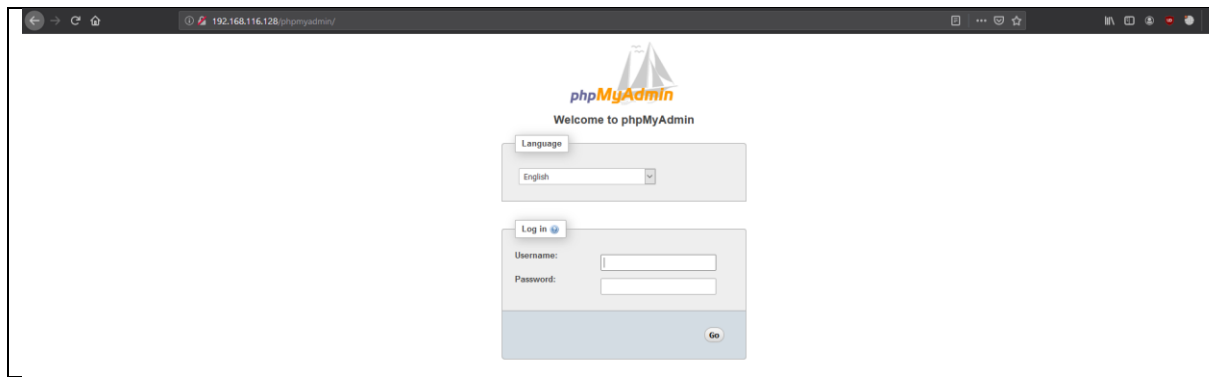 192.168.116.128/phpmyadmin/
phpMyAdmin
Welcome to phpMyAdmin
Language
English
Log in
Username:
Password:
Go